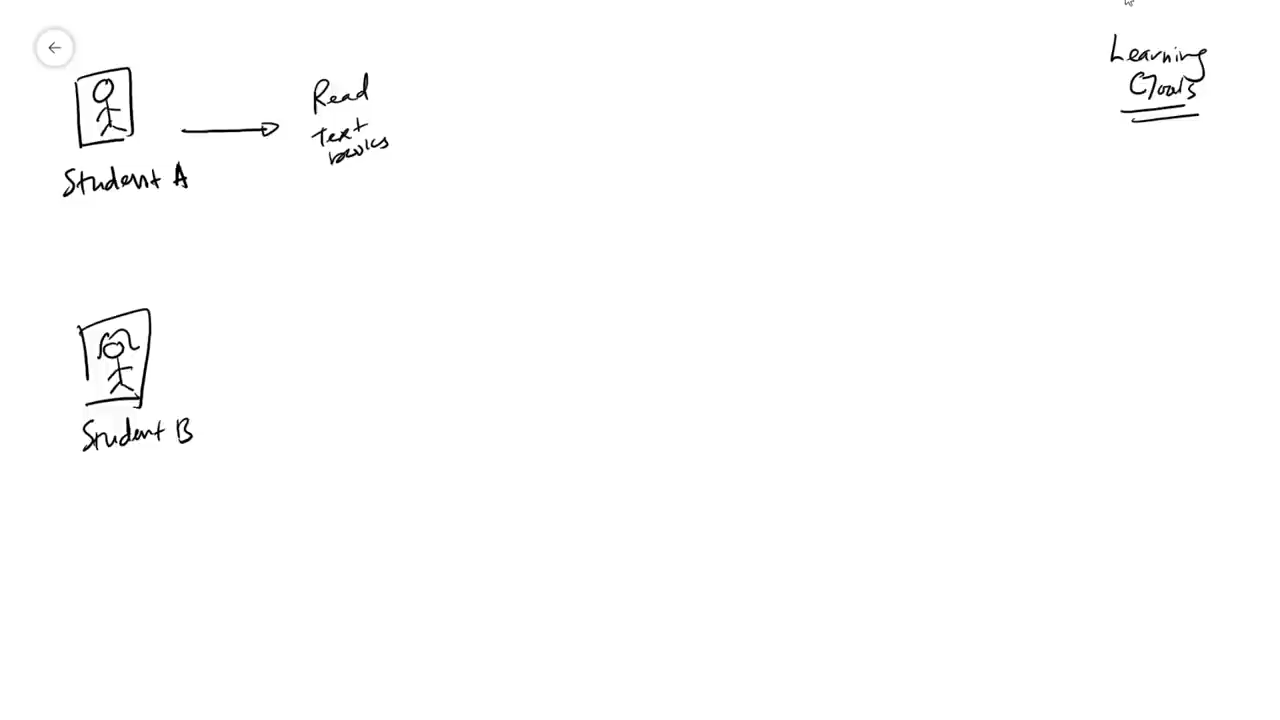 Learning
Goals
Read
text
books
Student A
Student B